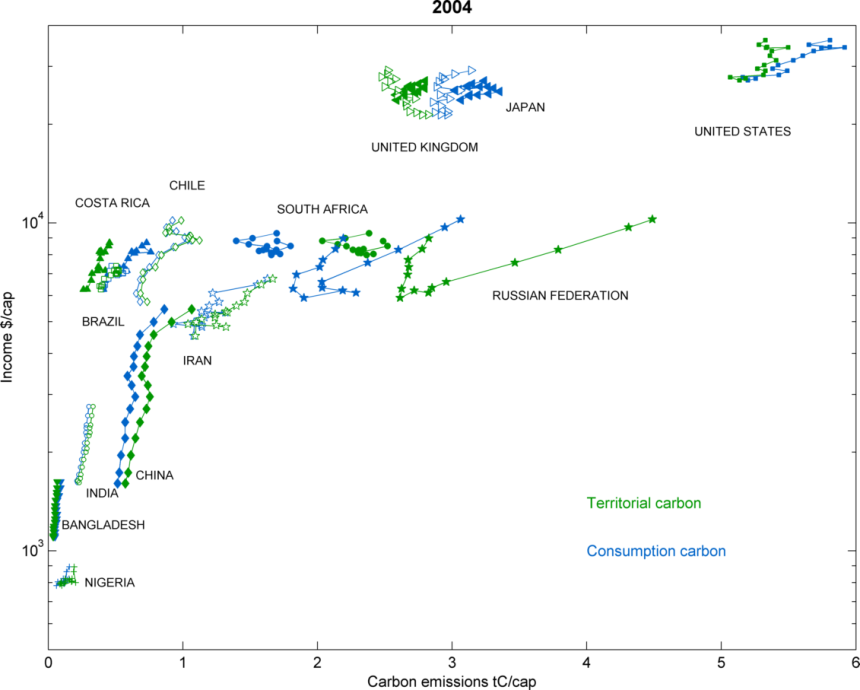 2004
CHILE
COSTA RICA
SOUTH AFRICA
JAPAN
UNITED STATES
UNITED KINGDOM
10^4
RUSSIAN FEDERATION
BRAZIL
IRAN
Income $/cap
CHINA
INDIA
Territorial carbon
BANGLADESH
Consumption carbon
10^3
NIGERIA
0 1 2 3 4 5 6
Carbon emissions tC/cap